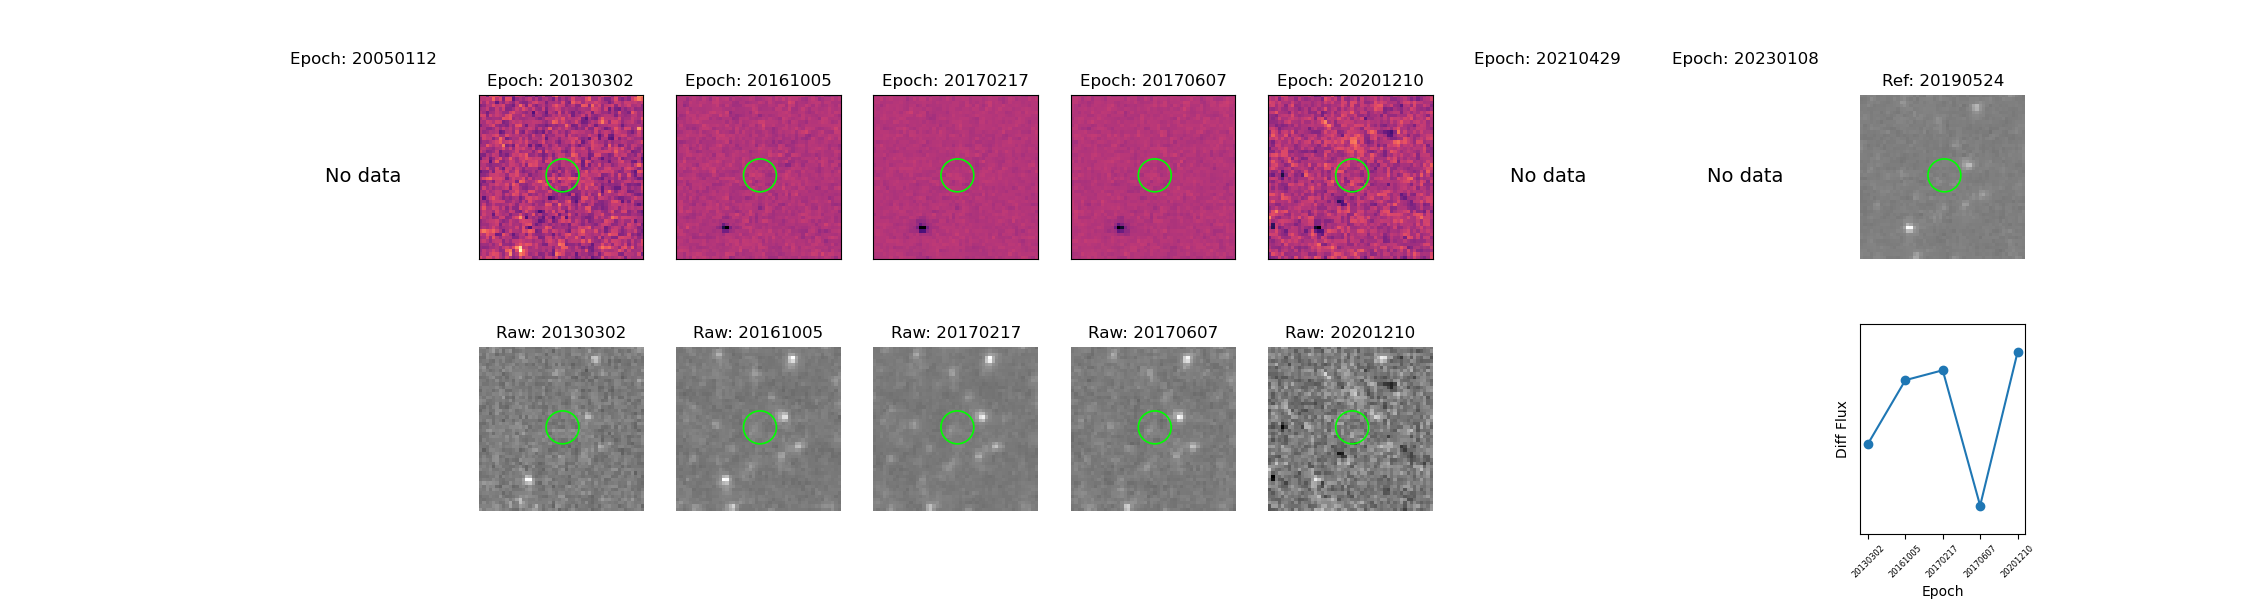 Epoch: 20050112
Epoch: 20130302
Epoch: 20161005
Epoch: 20170217
Epoch: 20170607
Epoch: 20201210
Epoch: 20210429
Epoch: 20230108
Ref: 20190524
No data
No data
No data
Raw: 20130302
Raw: 20161005
Raw: 20170217
Raw: 20170607
Raw: 20201210
Diff Flux
20130302
20161005
20170217
20170607
20201210
Epoch